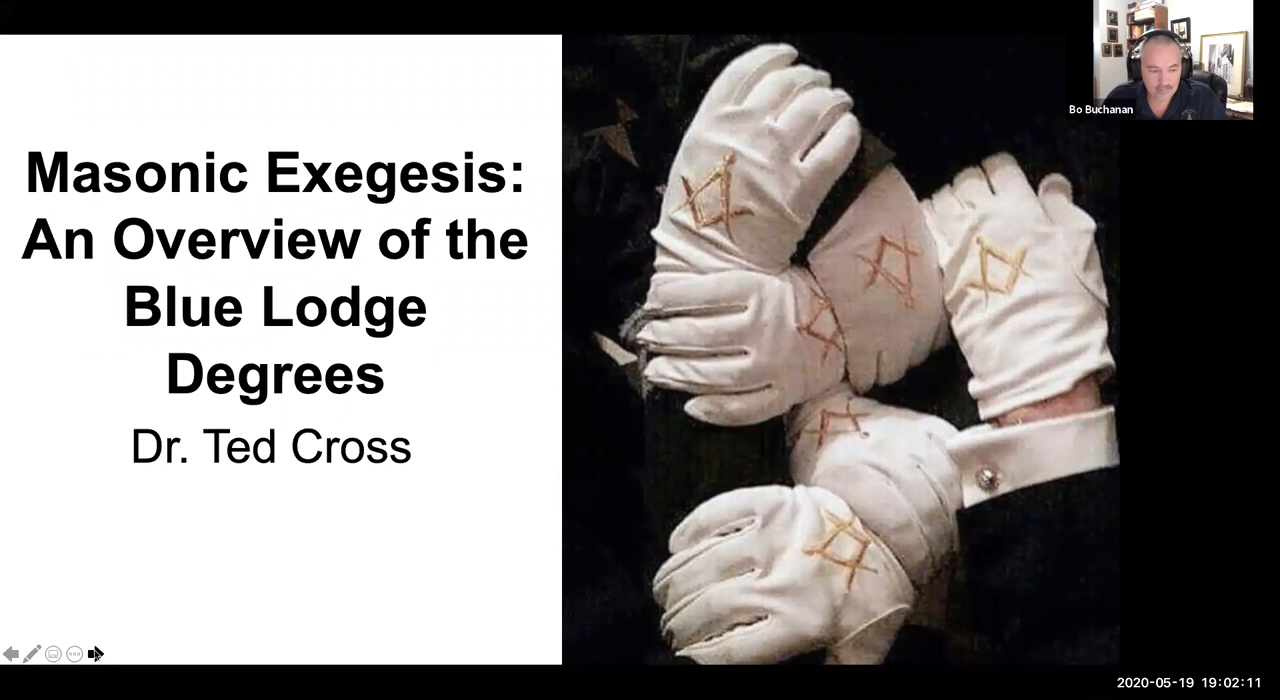 Masonic Exegesis:
An Overview of the
Blue Lodge
Degrees
Dr. Ted Cross
Bo Buchanan
2020-05-19 19:02:11